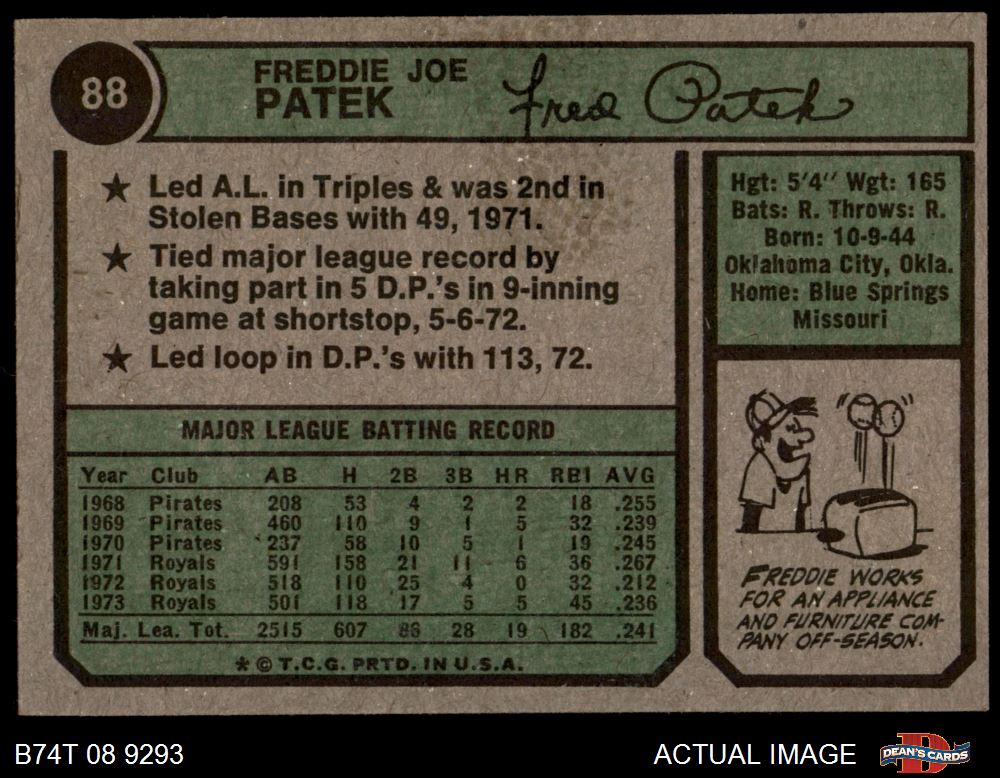 88
FREDDIE JOE
PATEK
Fred Patek
★ Led A.L. in Triples & was 2nd in
Stolen Bases with 49, 1971.
★ Tied major league record by
taking part in 5 D.P.'s in 9-inning
game at shortstop, 5-6-72.
★ Led loop in D.P.'s with 113, 72.
Hgt: 5'4'' Wgt: 165
Bats: R. Throws: R.
Born: 10-9-44
Oklahoma City, Okla.
Home: Blue Springs
Missouri
MAJOR LEAGUE BATTING RECORD
Year Club AB H 2B 3B HR RBI AVG
1968 Pirates 208 53 4 2 2 18 .255
1969 Pirates 460 110 9 1 5 32 .239
1970 Pirates 237 58 10 5 1 19 .245
1971 Royals 591 158 21 11 6 36 .267
1972 Royals 518 110 25 4 0 32 .212
1973 Royals 501 118 17 5 5 45 .236
Maj. Lea. Tot. 2515 607 86 28 19 182 .241
* © T.C.G. PRTD. IN U.S.A.
FREDDIE WORKS
FOR AN APPLIANCE
AND FURNITURE COM-
PANY OFF-SEASON.
B74T 08 9293
ACTUAL IMAGE
DEAN'S CARDS